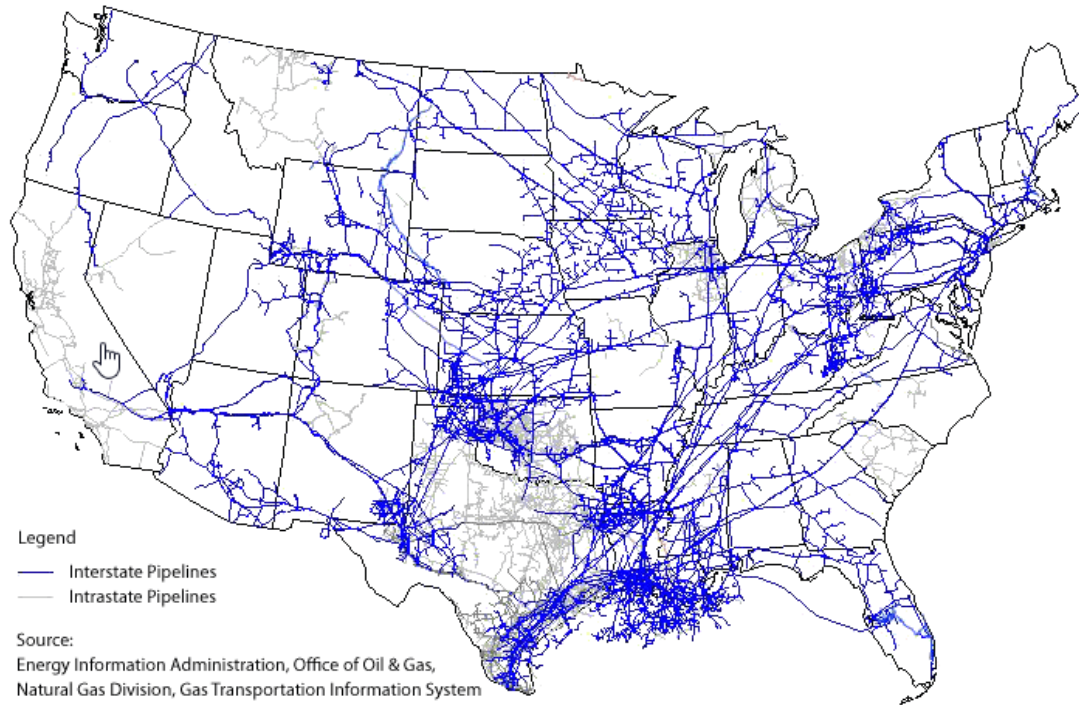 Legend
Interstate Pipelines
Intrastate Pipelines
Source:
Energy Information Administration, Office of Oil & Gas,
Natural Gas Division, Gas Transportation Information System